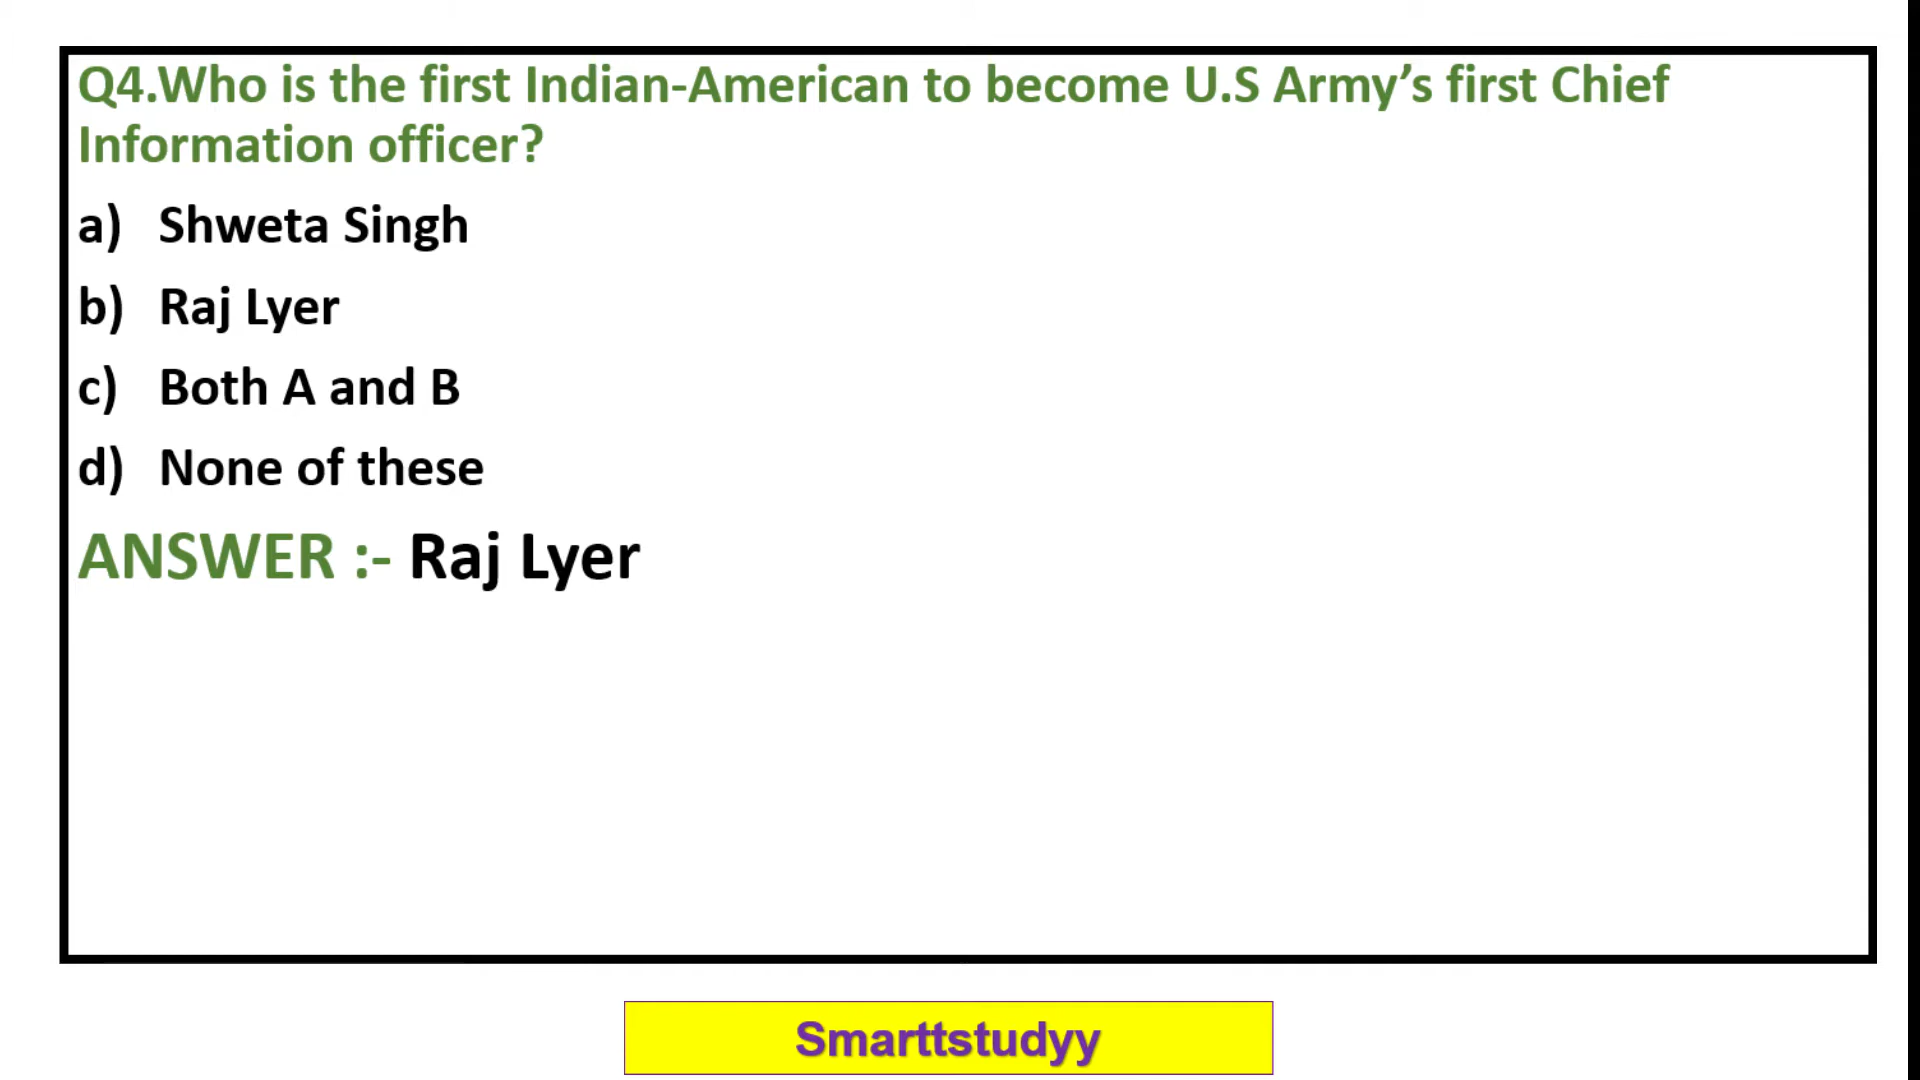 Q4.Who is the first Indian-American to become U.S Army’s first Chief
Information officer?
a) Shweta Singh
b) Raj Lyer
c) Both A and B
d) None of these
ANSWER :- Raj Lyer
Smarttstudyy